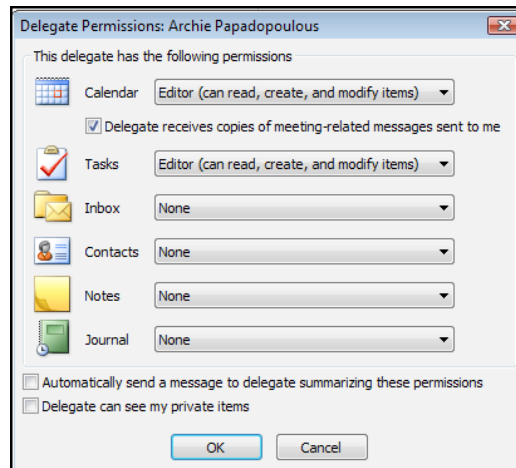 Delegate Permissions: Archie Papadopoulous
This delegate has the following permissions
Calendar Editor (can read, create, and modify items)
Delegate receives copies of meeting-related messages sent to me
Tasks Editor (can read, create, and modify items)
Inbox None
Contacts None
Notes None
Journal None
Automatically send a message to delegate summarizing these permissions
Delegate can see my private items
OK Cancel